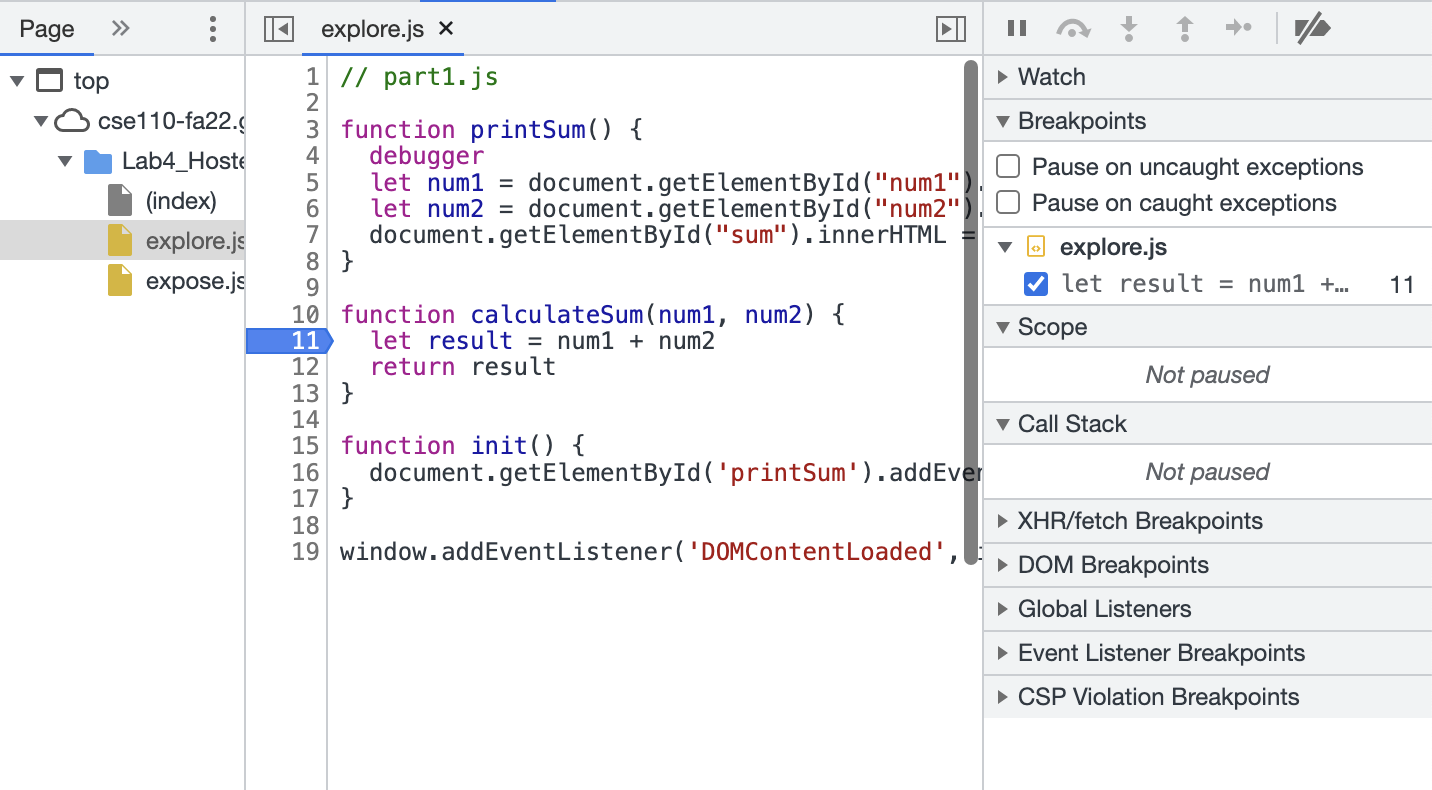 Page
explore.js
top
cse110-fa22.g
Lab4_Hoste
(index)
explore.js
expose.js
1 // part1.js
2
3 function printSum() {
4 debugger
5 let num1 = document.getElementById("num1").
6 let num2 = document.getElementById("num2").
7 document.getElementById("sum").innerHTML =
8 }
9
10 function calculateSum(num1, num2) {
11 let result = num1 + num2
12 return result
13 }
14
15 function init() {
16 document.getElementById('printSum').addEven
17 }
18
19 window.addEventListener('DOMContentLoaded',
Watch
Breakpoints
Pause on uncaught exceptions
Pause on caught exceptions
explore.js
let result = num1 +… 11
Scope
Not paused
Call Stack
Not paused
XHR/fetch Breakpoints
DOM Breakpoints
Global Listeners
Event Listener Breakpoints
CSP Violation Breakpoints